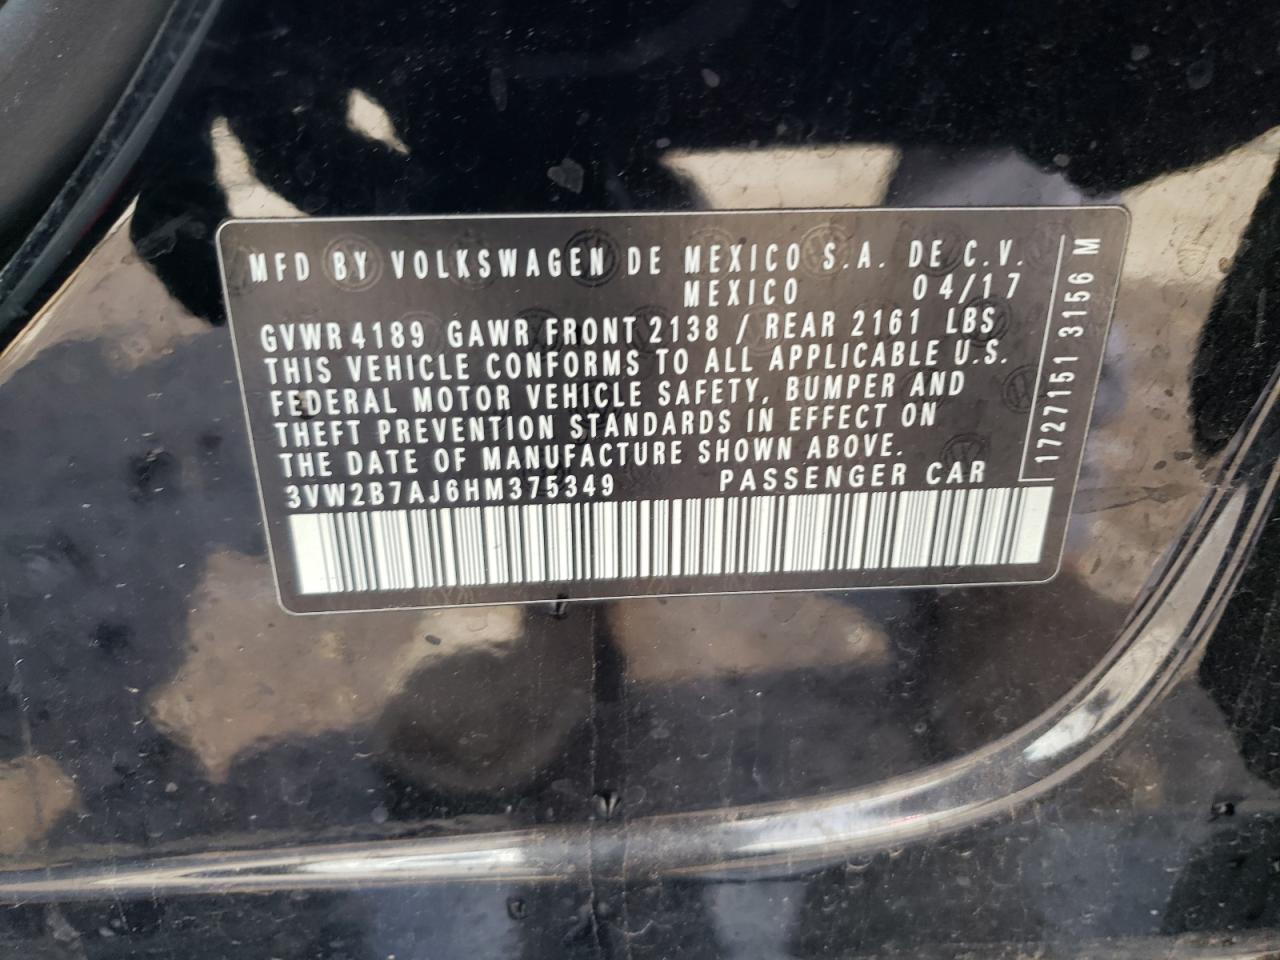 MFD BY VOLKSWAGEN DE MEXICO S.A. DE C.V.
MEXICO 04/17
GVWR 4189 GAWR FRONT 2138 / REAR 2161 LBS
THIS VEHICLE CONFORMS TO ALL APPLICABLE U.S.
FEDERAL MOTOR VEHICLE SAFETY, BUMPER AND
THEFT PREVENTION STANDARDS IN EFFECT ON
THE DATE OF MANUFACTURE SHOWN ABOVE.
3VW2B7AJ6HM375349 PASSENGER CAR
1727151 3156 M